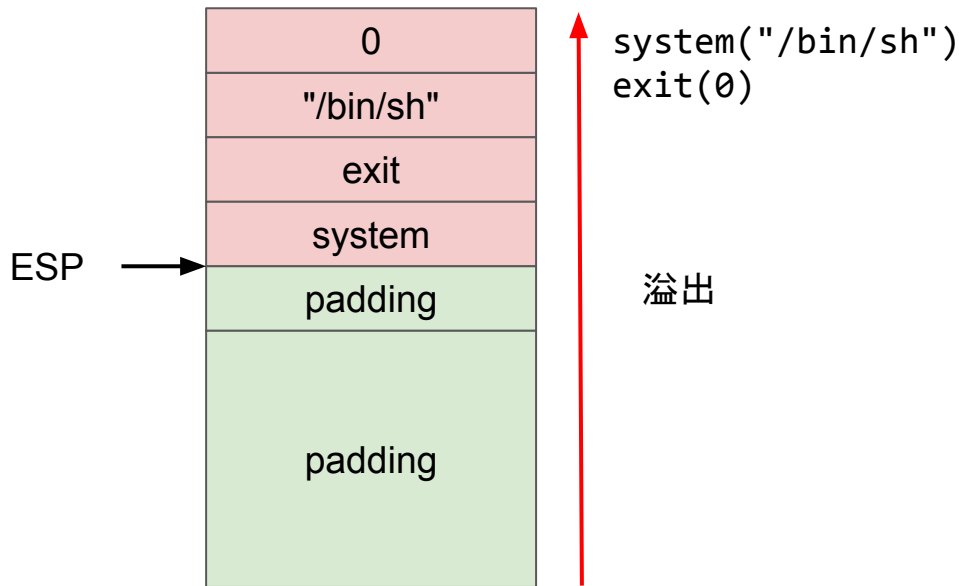 0
system("/bin/sh")
exit(0)
"/bin/sh"
exit
system
ESP
padding
溢出
padding